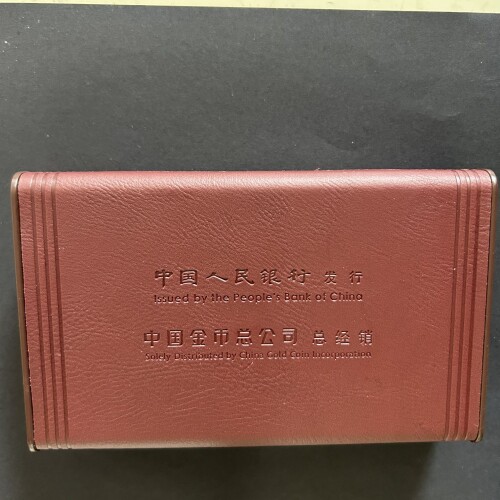 中国人民银行 发行
Issued by the People's Bank of China
中国金币总公司 总经销
Solely Distributed by China Gold Coin Incorporation